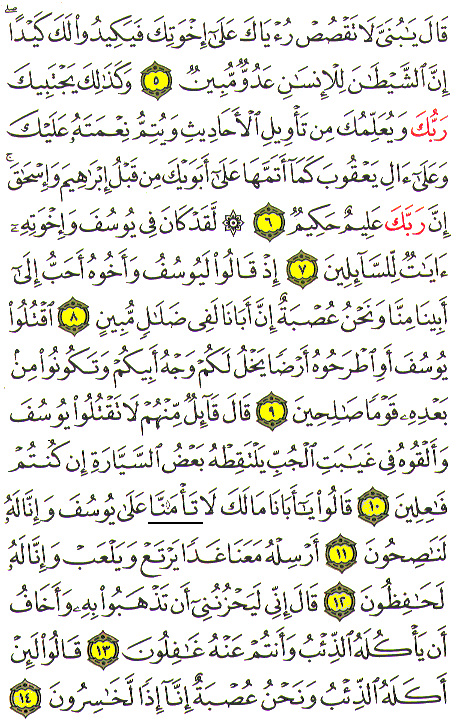 قَالَ يَـٰبُنَىَّ لَا تَقْصُصْ رُءْيَاكَ عَلَىٰٓ إِخْوَتِكَ فَيَكِيدُوا۟ لَكَ كَيْدًا ۖ
إِنَّ ٱلشَّيْطَـٰنَ لِلْإِنسَـٰنِ عَدُوٌّ مُّبِينٌ ٥ وَكَذَٰلِكَ يَجْتَبِيكَ
رَبُّكَ وَيُعَلِّمُكَ مِن تَأْوِيلِ ٱلْأَحَادِيثِ وَيُتِمُّ نِعْمَتَهُۥ عَلَيْكَ
وَعَلَىٰٓ ءَالِ يَعْقُوبَ كَمَآ أَتَمَّهَا عَلَىٰٓ أَبَوَيْكَ مِن قَبْلُ إِبْرَٰهِيمَ وَإِسْحَـٰقَ ۚ
إِنَّ رَبَّكَ عَلِيمٌ حَكِيمٌ ٦ ۞ لَّقَدْ كَانَ فِى يُوسُفَ وَإِخْوَتِهِۦٓ
ءَايَـٰتٌ لِّلسَّآئِلِينَ ٧ إِذْ قَالُوا۟ لَيُوسُفُ وَأَخُوهُ أَحَبُّ إِلَىٰٓ
أَبِينَا مِنَّا وَنَحْنُ عُصْبَةٌ إِنَّ أَبَانَا لَفِى ضَلَـٰلٍ مُّبِينٍ ٨ ٱقْتُلُوا۟
يُوسُفَ أَوِ ٱطْرَحُوهُ أَرْضًا يَخْلُ لَكُمْ وَجْهُ أَبِيكُمْ وَتَكُونُوا۟ مِنۢ
بَعْدِهِۦ قَوْمًا صَـٰلِحِينَ ٩ قَالَ قَآئِلٌ مِّنْهُمْ لَا تَقْتُلُوا۟ يُوسُفَ
وَأَلْقُوهُ فِى غَيَـٰبَتِ ٱلْجُبِّ يَلْتَقِطْهُ بَعْضُ ٱلسَّيَّارَةِ إِن كُنتُمْ
فَـٰعِلِينَ ١٠ قَالُوا۟ يَـٰٓأَبَانَا مَا لَكَ لَا تَأْمَ۫نَّا عَلَىٰ يُوسُفَ وَإِنَّا لَهُۥ
لَنَـٰصِحُونَ ١١ أَرْسِلْهُ مَعَنَا غَدًا يَرْتَعْ وَيَلْعَبْ وَإِنَّا لَهُۥ
لَحَـٰفِظُونَ ١٢ قَالَ إِنِّى لَيَحْزُنُنِىٓ أَن تَذْهَبُوا۟ بِهِۦ وَأَخَافُ
أَن يَأْكُلَهُ ٱلذِّئْبُ وَأَنتُمْ عَنْهُ غَـٰفِلُونَ ١٣ قَالُوا۟ لَئِنْ
أَكَلَهُ ٱلذِّئْبُ وَنَحْنُ عُصْبَةٌ إِنَّآ إِذًا لَّخَـٰسِرُونَ ١٤